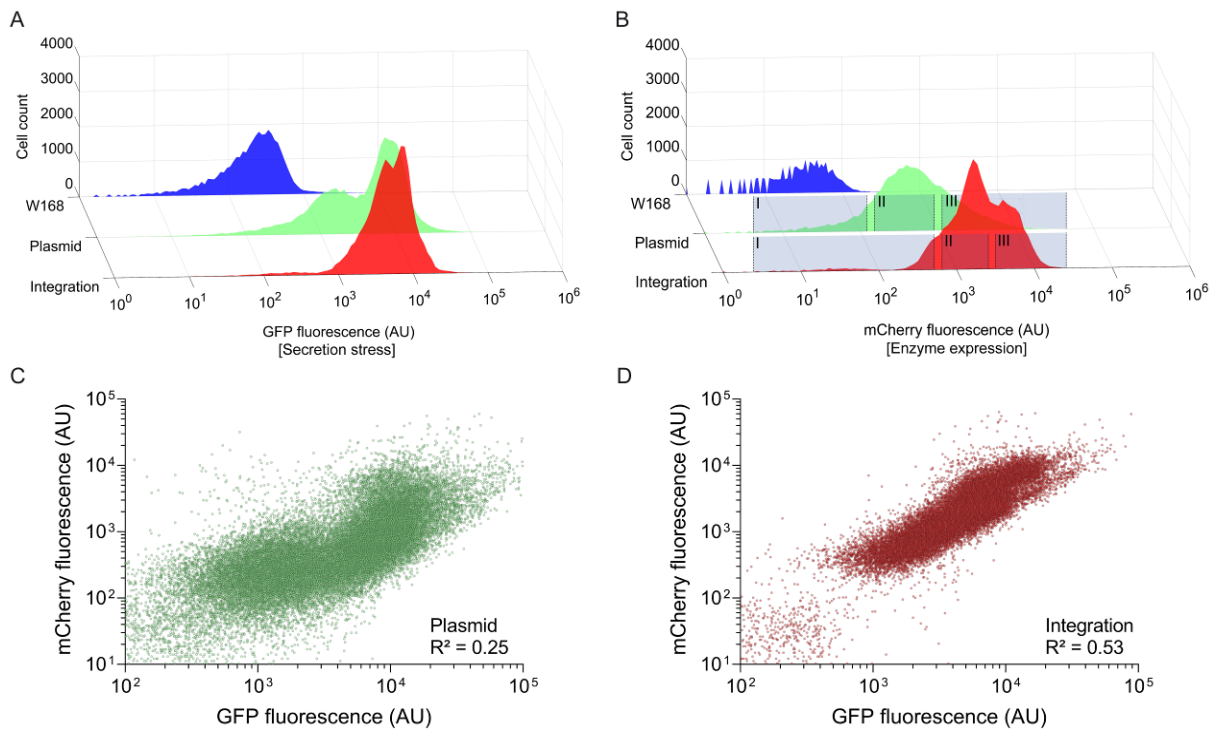 A
4000
3000
2000
1000
0
Cell count
W168
Plasmid
Integration
10⁰
10¹
10²
10³
10⁴
10⁵
10⁶
GFP fluorescence (AU)
[Secretion stress]
B
4000
3000
2000
1000
0
Cell count
I
II
III
I
II
III
W168
Plasmid
Integration
10⁰
10¹
10²
10³
10⁴
10⁵
10⁶
mCherry fluorescence (AU)
[Enzyme expression]
C
10⁵
10⁴
10³
10²
10¹
mCherry fluorescence (AU)
Plasmid
R² = 0.25
10²
10³
10⁴
10⁵
GFP fluorescence (AU)
D
10⁵
10⁴
10³
10²
10¹
mCherry fluorescence (AU)
Integration
R² = 0.53
10²
10³
10⁴
10⁵
GFP fluorescence (AU)